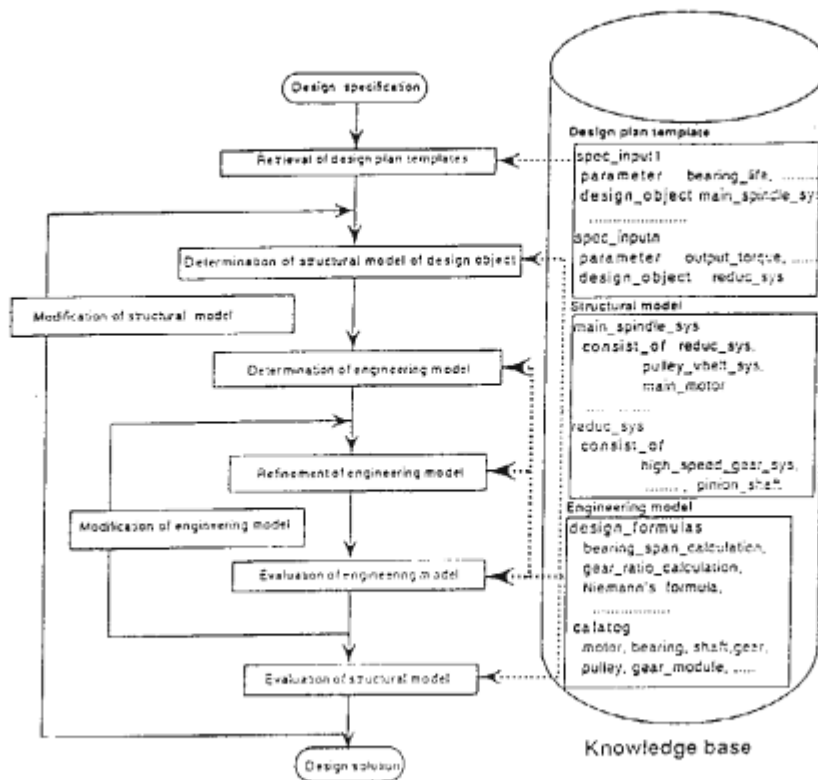 Design specification
Retrieval of design plan templates
Determination of structural model of design object
Modification of structural model
Determination of engineering model
Refinement of engineering model
Modification of engineering model
Evaluation of engineering model
Evaluation of structural model
Design solution
Design plan template
spec_input1
parameter bearing_life, ........
design_object main_spindle_sys
...................
spec_inputn
parameter output_torque, .....
design_object reduc_sys
Structural model
main_spindle_sys
consist_of reduc_sys,
pulley_vbelt_sys,
main_motor
.... ........
reduc_sys
consist_of
high_speed_gear_sys,
........, pinion_shaft
Engineering model
design_formulas
bearing_span_calculation,
gear_ratio_calculation,
Niemann's formula,
................
catalog
motor, bearing, shaft,gear,
pulley, gear_module, .....
Knowledge base